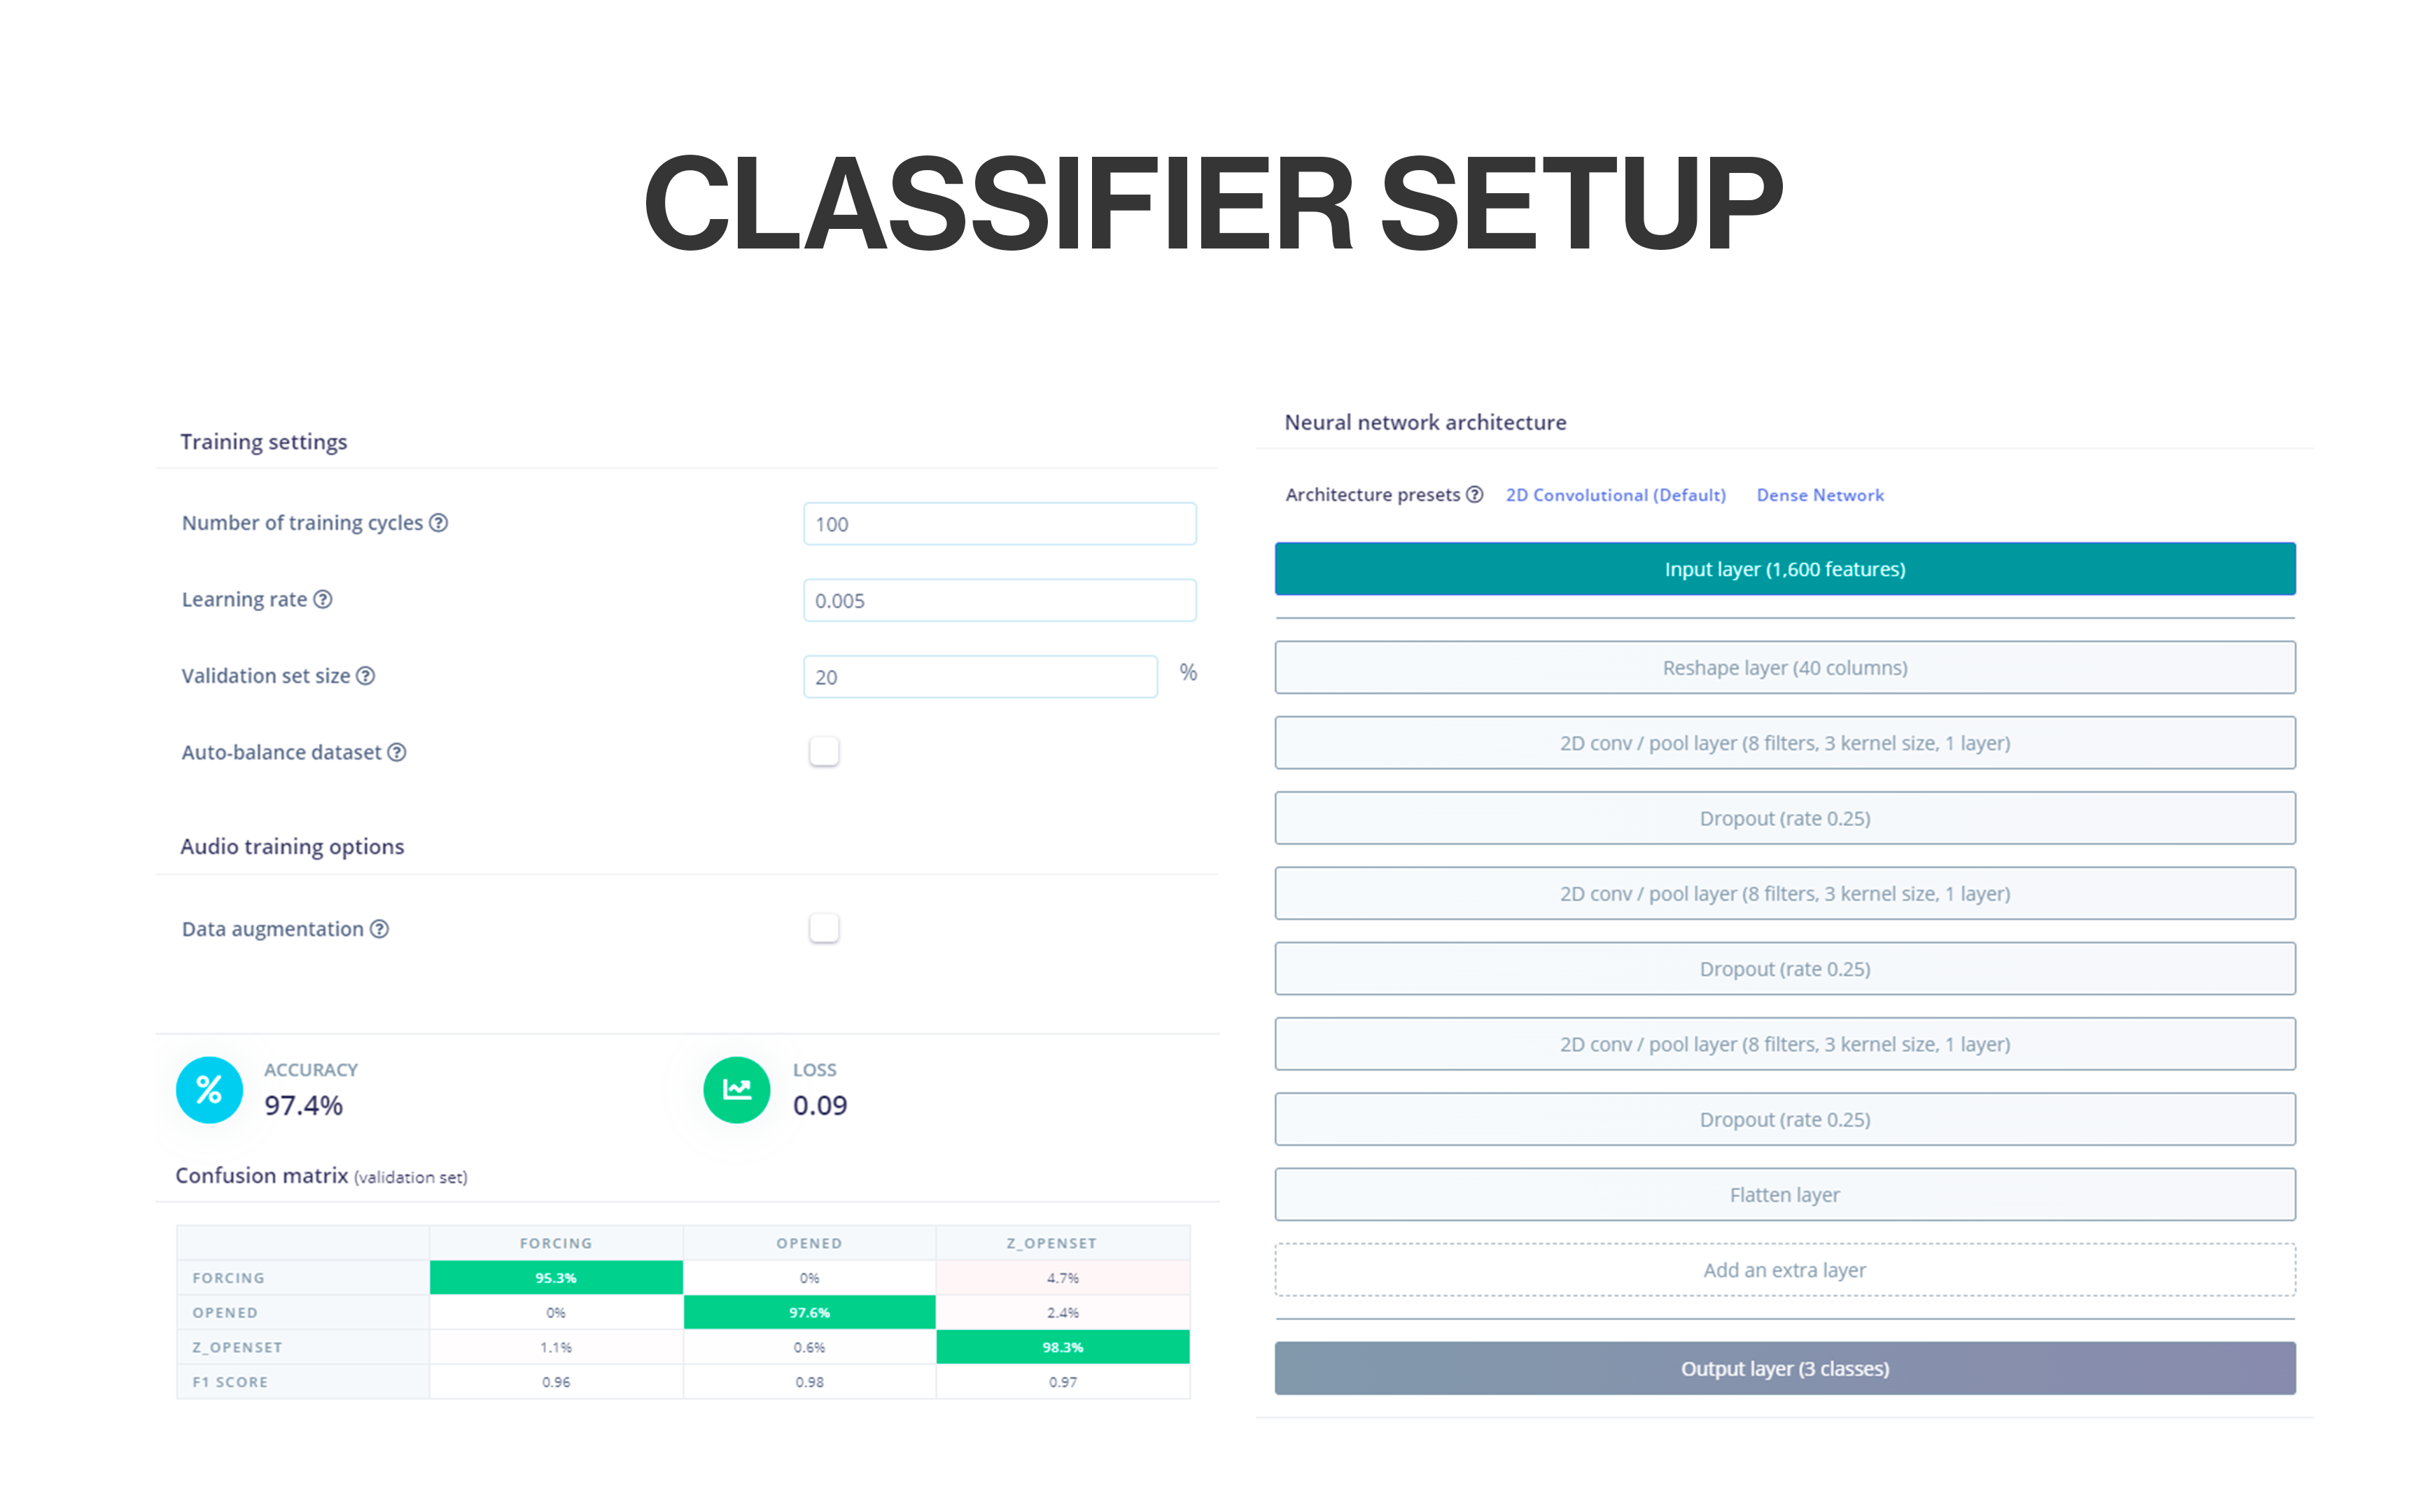 CLASSIFIER SETUP
Training settings
Number of training cycles ?
100
Learning rate ?
0.005
Validation set size ?
20
%
Auto-balance dataset ?
Audio training options
Data augmentation ?
% ACCURACY
97.4%
LOSS
0.09
Confusion matrix (validation set)
FORCING OPENED Z_OPENSET
FORCING 95.3% 0% 4.7%
OPENED 0% 97.6% 2.4%
Z_OPENSET 1.1% 0.6% 98.3%
F1 SCORE 0.96 0.98 0.97
Neural network architecture
Architecture presets ? 2D Convolutional (Default) Dense Network
Input layer (1,600 features)
Reshape layer (40 columns)
2D conv / pool layer (8 filters, 3 kernel size, 1 layer)
Dropout (rate 0.25)
2D conv / pool layer (8 filters, 3 kernel size, 1 layer)
Dropout (rate 0.25)
2D conv / pool layer (8 filters, 3 kernel size, 1 layer)
Dropout (rate 0.25)
Flatten layer
Add an extra layer
Output layer (3 classes)